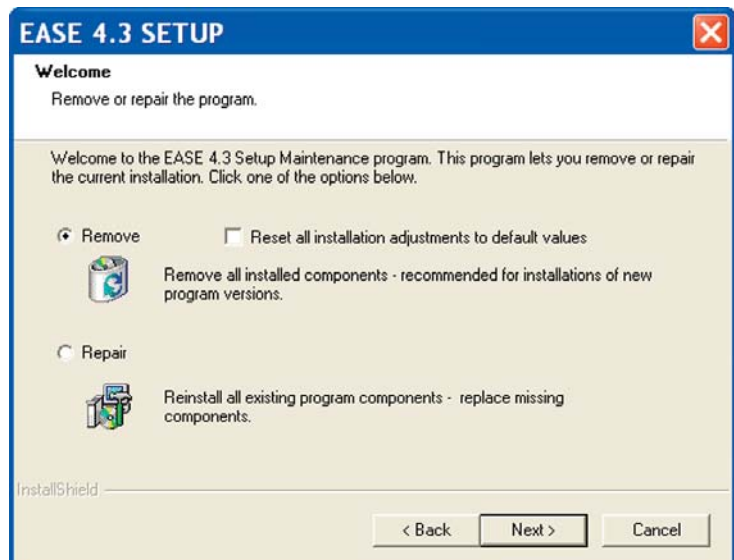 EASE 4.3 SETUP
Welcome
Remove or repair the program.
Welcome to the EASE 4.3 Setup Maintenance program. This program lets you remove or repair
the current installation. Click one of the options below.
Remove
Reset all installation adjustments to default values
Remove all installed components - recommended for installations of new
program versions.
Repair
Reinstall all existing program components - replace missing
components.
InstallShield
< Back
Next >
Cancel